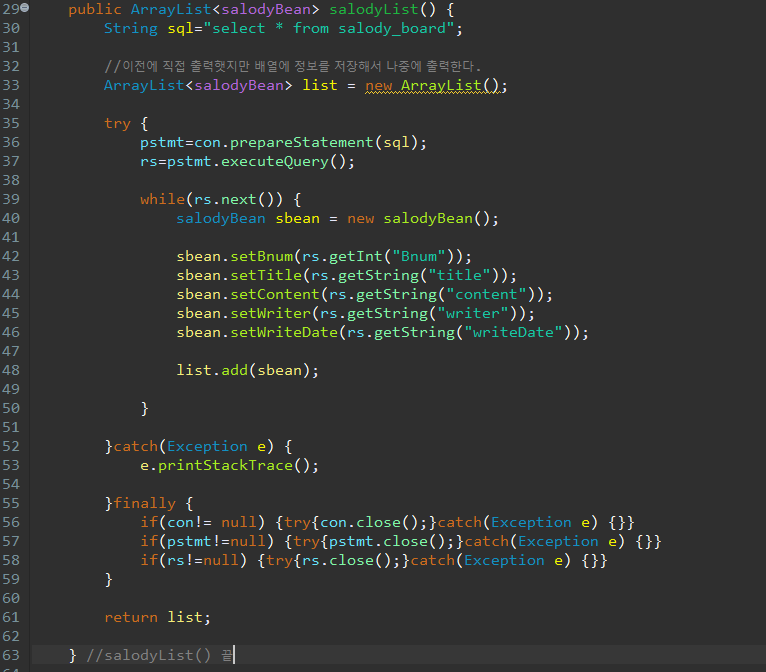 29 public ArrayList<salodyBean> salodyList() {
30 String sql="select * from salody_board";
31
32 //이전에 직접 출력햇지만 배열에 정보를 저장해서 나중에 출력한다.
33 ArrayList<salodyBean> list = new ArrayList();
34
35 try {
36 pstmt=con.prepareStatement(sql);
37 rs=pstmt.executeQuery();
38
39 while(rs.next()) {
40 salodyBean sbean = new salodyBean();
41
42 sbean.setBnum(rs.getInt("Bnum"));
43 sbean.setTitle(rs.getString("title"));
44 sbean.setContent(rs.getString("content"));
45 sbean.setWriter(rs.getString("writer"));
46 sbean.setWriteDate(rs.getString("writeDate"));
47
48 list.add(sbean);
49
50 }
51
52 }catch(Exception e) {
53 e.printStackTrace();
54
55 }finally {
56 if(con!= null) {try{con.close();}catch(Exception e) {}}
57 if(pstmt!=null) {try{pstmt.close();}catch(Exception e) {}}
58 if(rs!=null) {try{rs.close();}catch(Exception e) {}}
59 }
60
61 return list;
62
63 } //salodyList() 끝